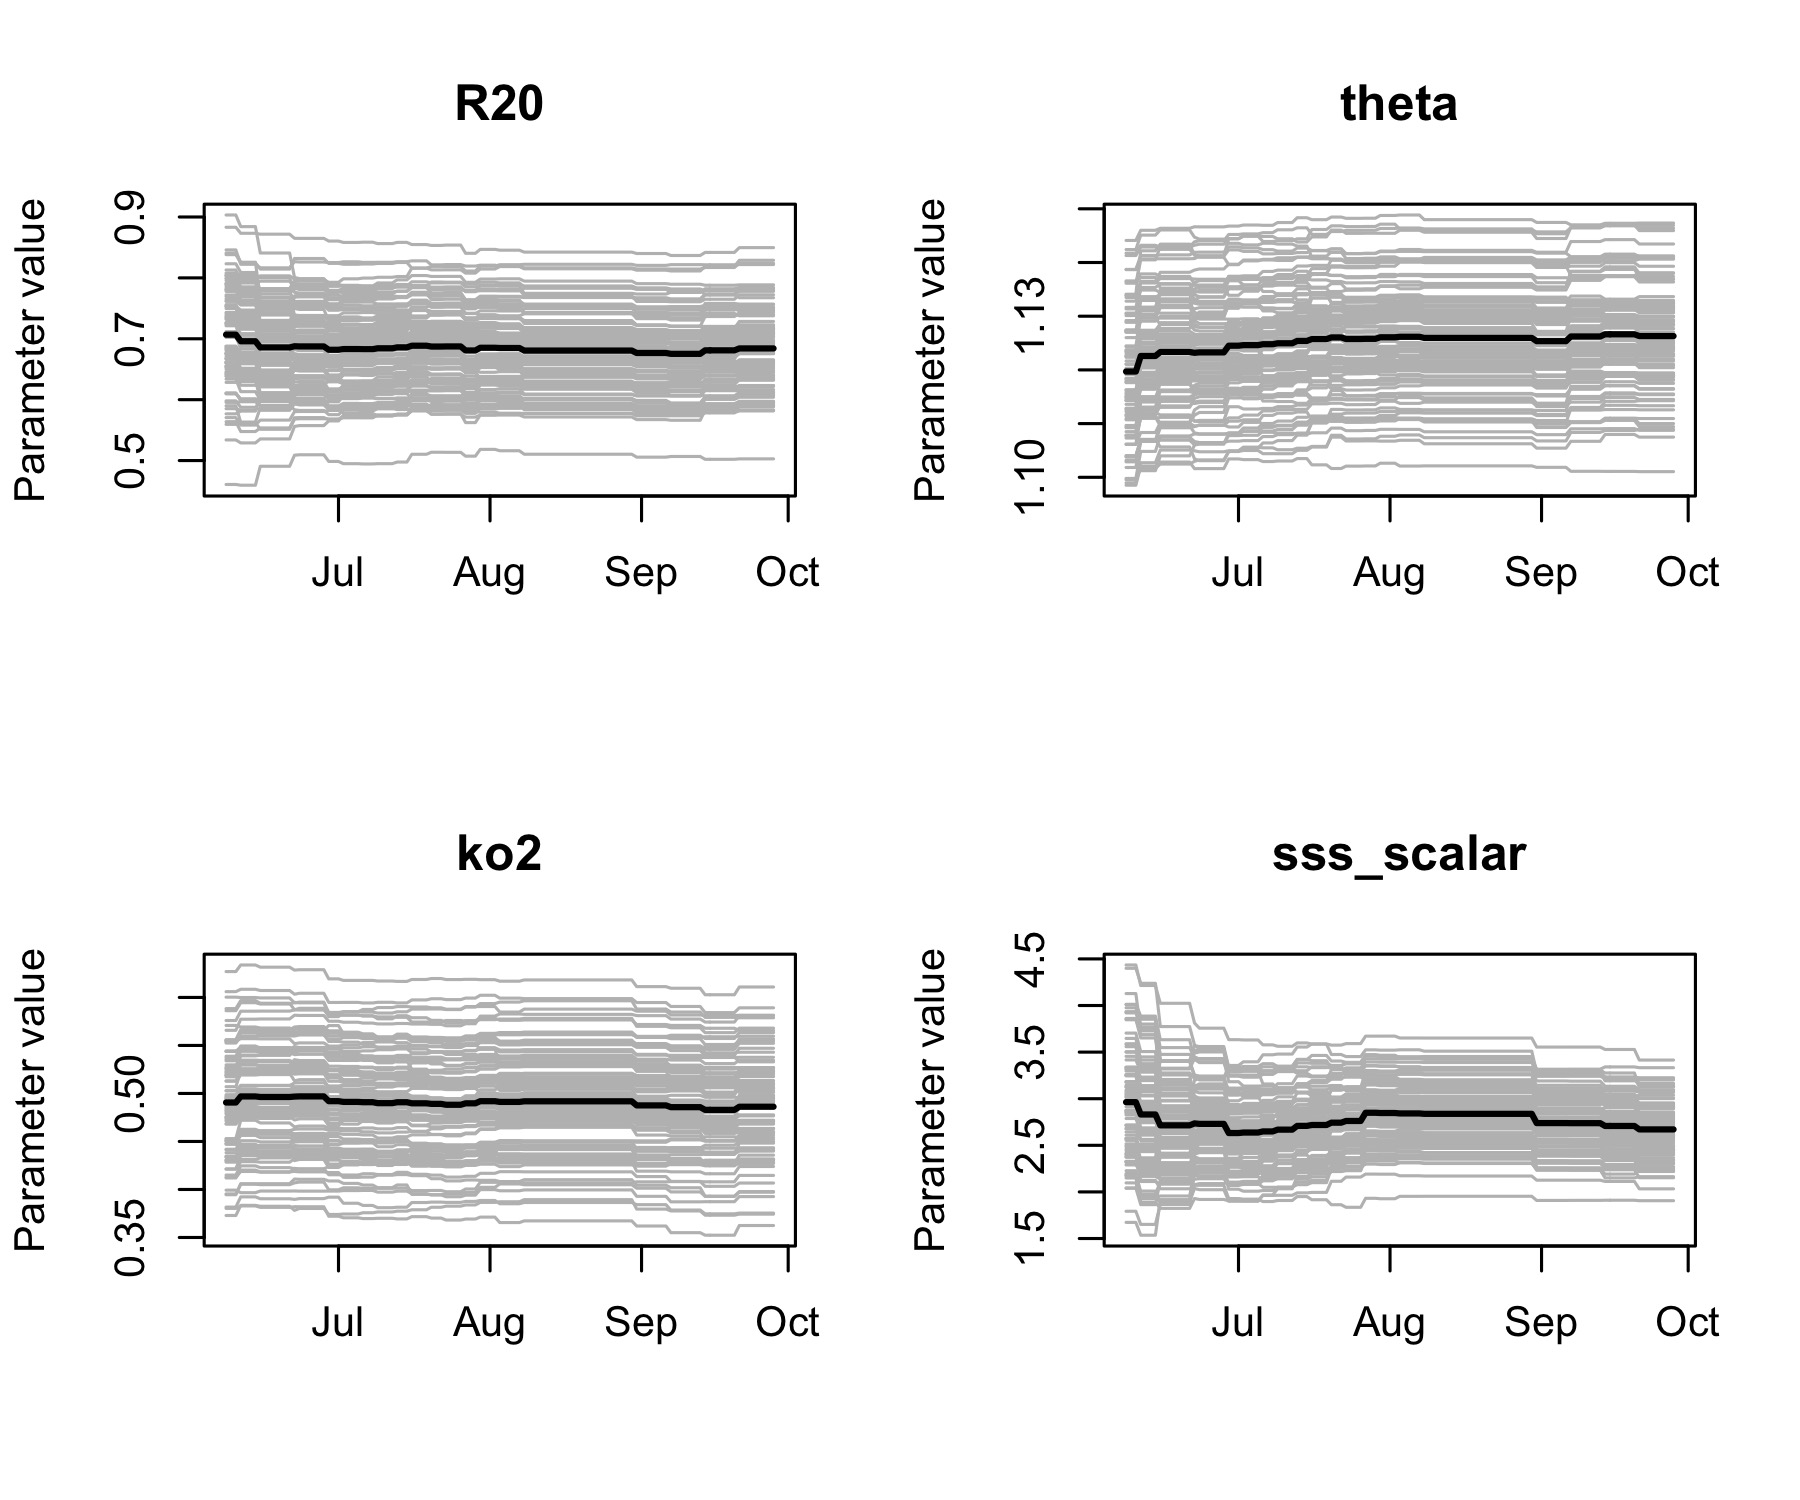 R20
Parameter value
0.9
0.7
0.5
Jul Aug Sep Oct
theta
Parameter value
1.13
1.10
Jul Aug Sep Oct
ko2
Parameter value
0.50
0.35
Jul Aug Sep Oct
sss_scalar
Parameter value
4.5
3.5
2.5
1.5
Jul Aug Sep Oct